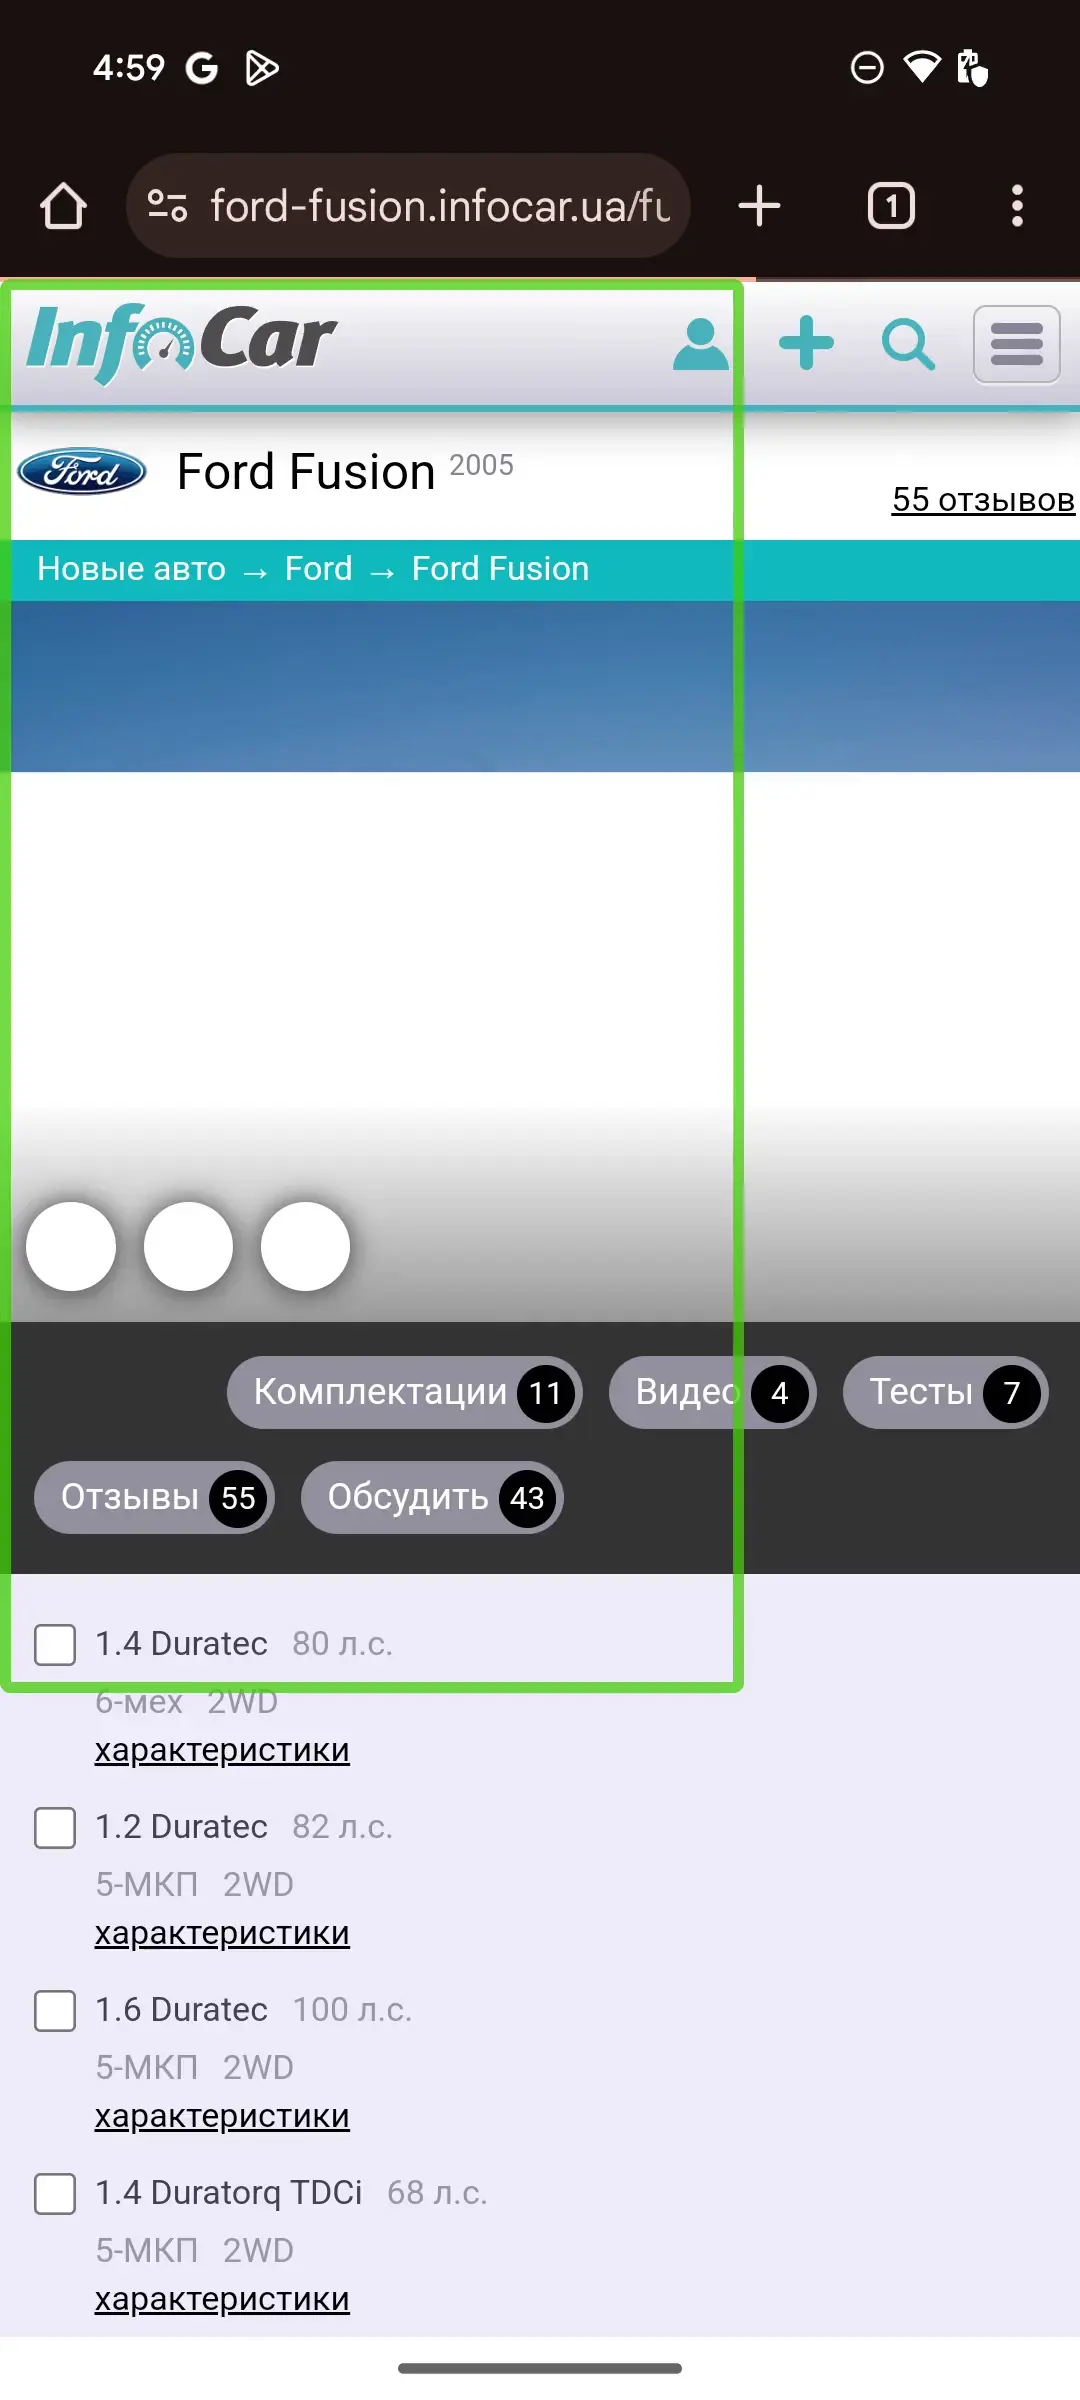 4:59
ford-fusion.infocar.ua/fu
1
InfoCar
Ford
Ford Fusion 2005
55 отзывов
Новые авто → Ford → Ford Fusion
Комплектации 11 Видео 4 Тесты 7
Отзывы 55 Обсудить 43
1.4 Duratec 80 л.с.
6-мех 2WD
характеристики
1.2 Duratec 82 л.с.
5-МКП 2WD
характеристики
1.6 Duratec 100 л.с.
5-МКП 2WD
характеристики
1.4 Duratorq TDCi 68 л.с.
5-МКП 2WD
характеристики